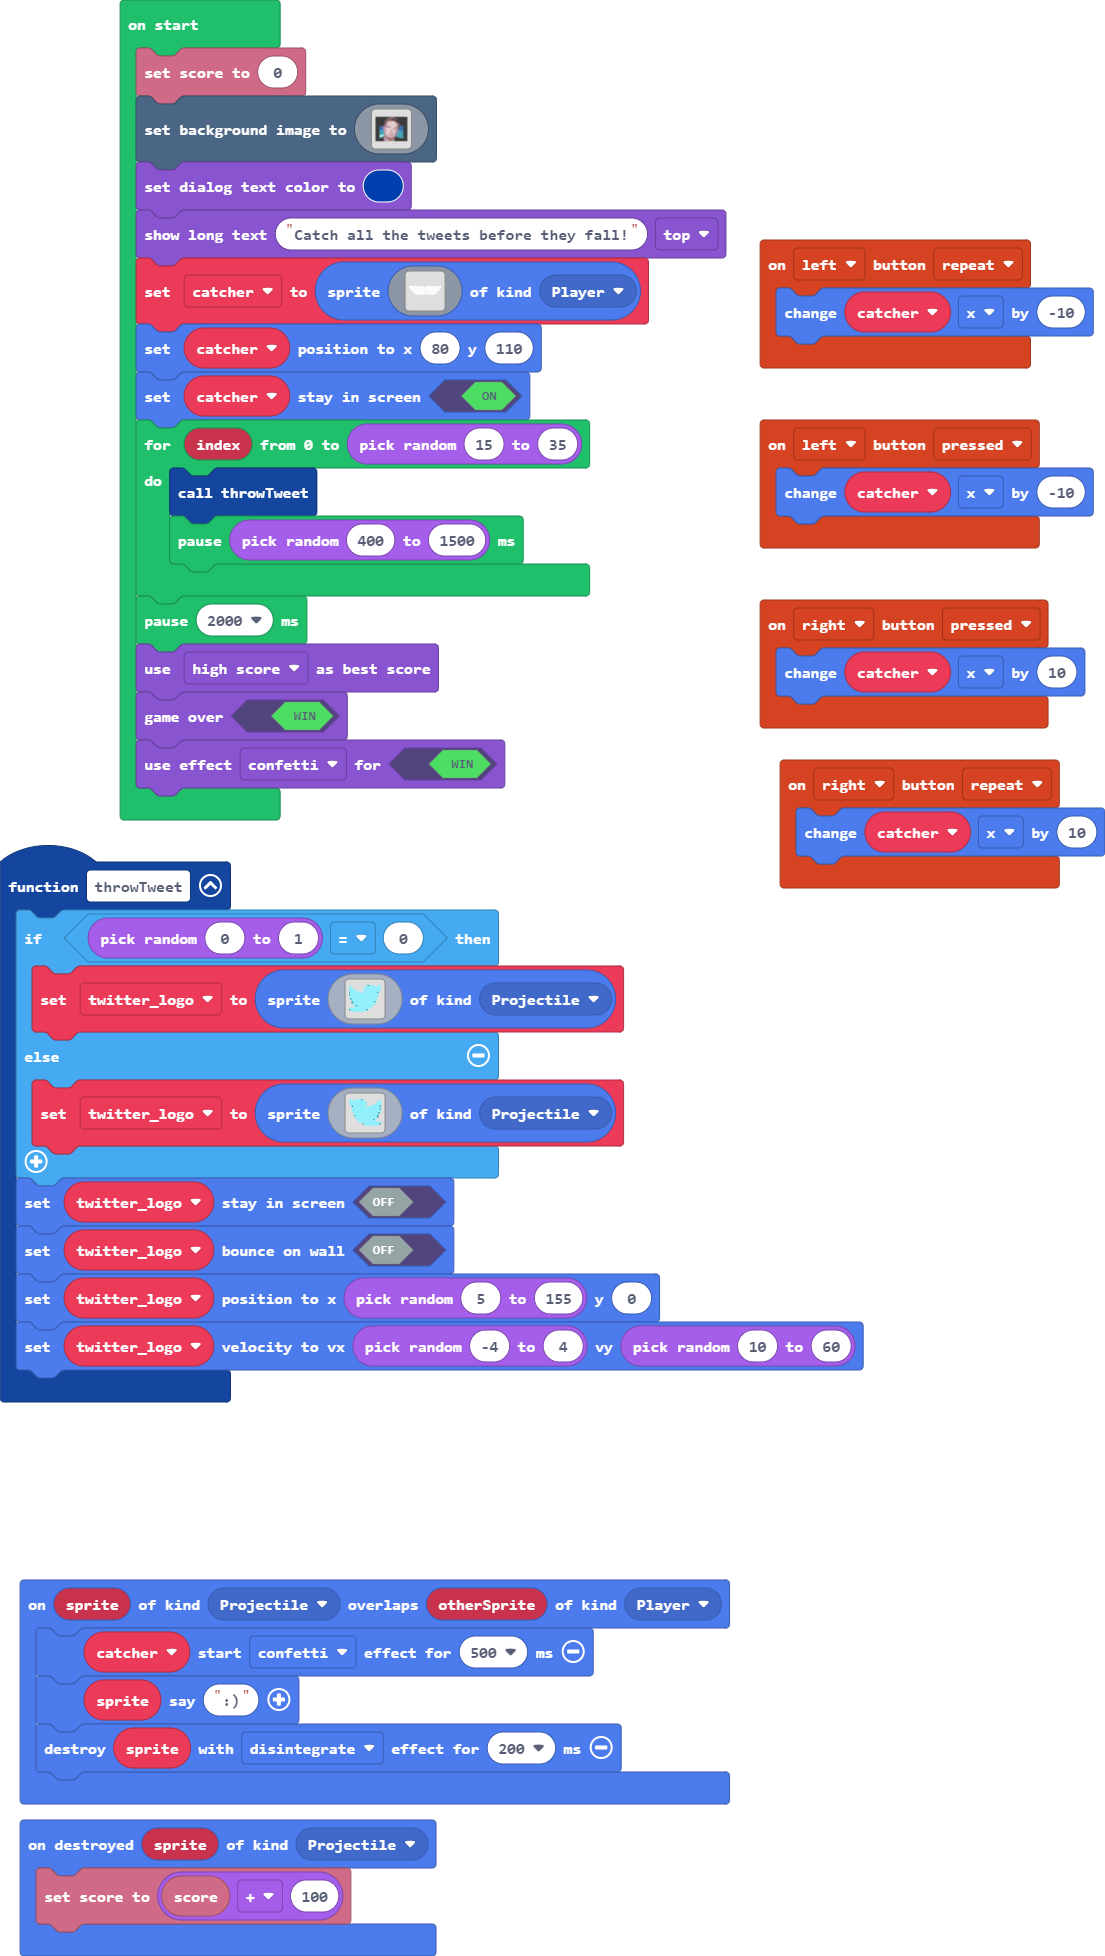 on start
set score to 0
set background image to
set dialog text color to
show long text "Catch all the tweets before they fall!" top
set catcher to sprite of kind Player
set catcher position to x 80 y 110
set catcher stay in screen ON
for index from 0 to pick random 15 to 35
do
call throwTweet
pause pick random 400 to 1500 ms
pause 2000 ms
use high score as best score
game over WIN
use effect confetti for WIN
on left button repeat
change catcher x by -10
on left button pressed
change catcher x by -10
on right button pressed
change catcher x by 10
on right button repeat
change catcher x by 10
function throwTweet
if pick random 0 to 1 = 0 then
set twitter_logo to sprite of kind Projectile
else
set twitter_logo to sprite of kind Projectile
set twitter_logo stay in screen OFF
set twitter_logo bounce on wall OFF
set twitter_logo position to x pick random 5 to 155 y 0
set twitter_logo velocity to vx pick random -4 to 4 vy pick random 10 to 60
on sprite of kind Projectile overlaps otherSprite of kind Player
catcher start confetti effect for 500 ms
sprite say ":)"
destroy sprite with disintegrate effect for 200 ms
on destroyed sprite of kind Projectile
set score to score + 100